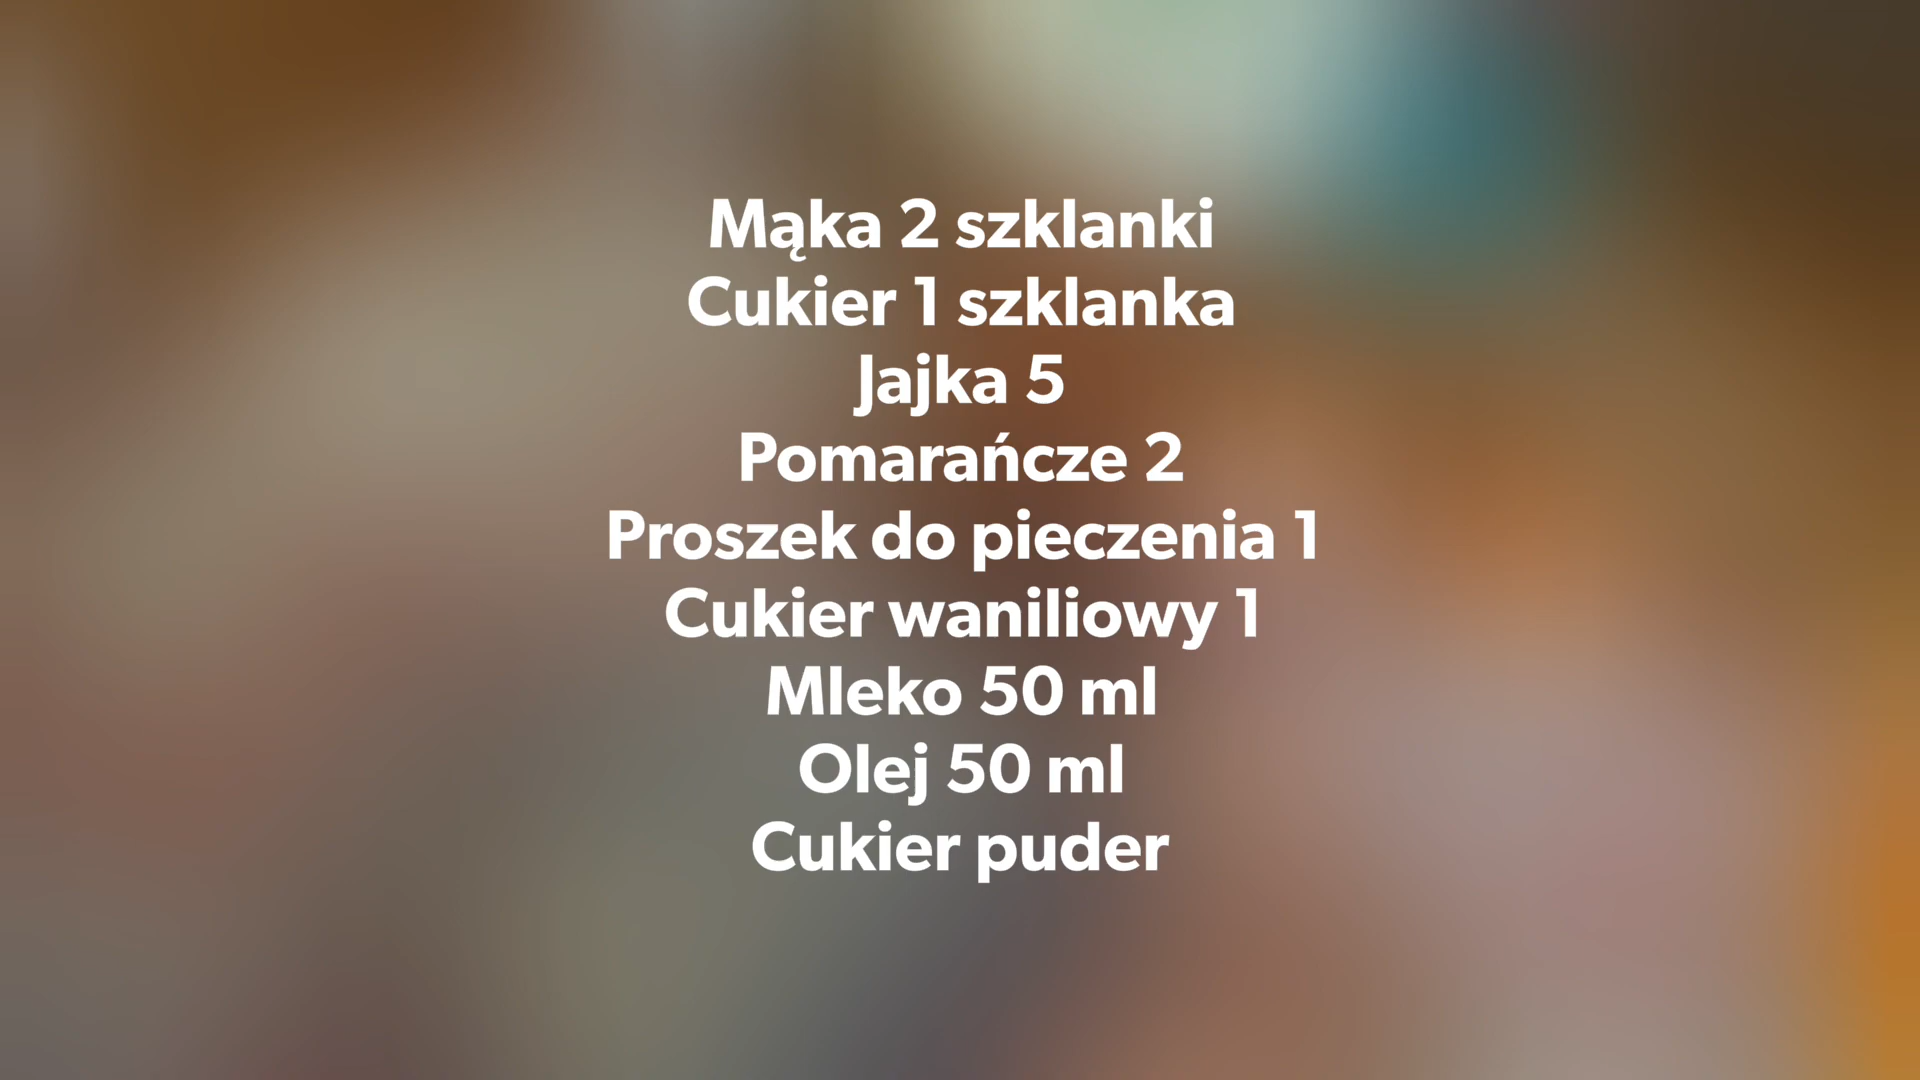 Mąka 2 szklanki
Cukier 1 szklanka
Jajka 5
Pomarańcze 2
Proszek do pieczenia 1
Cukier waniliowy 1
Mleko 50 ml
Olej 50 ml
Cukier puder